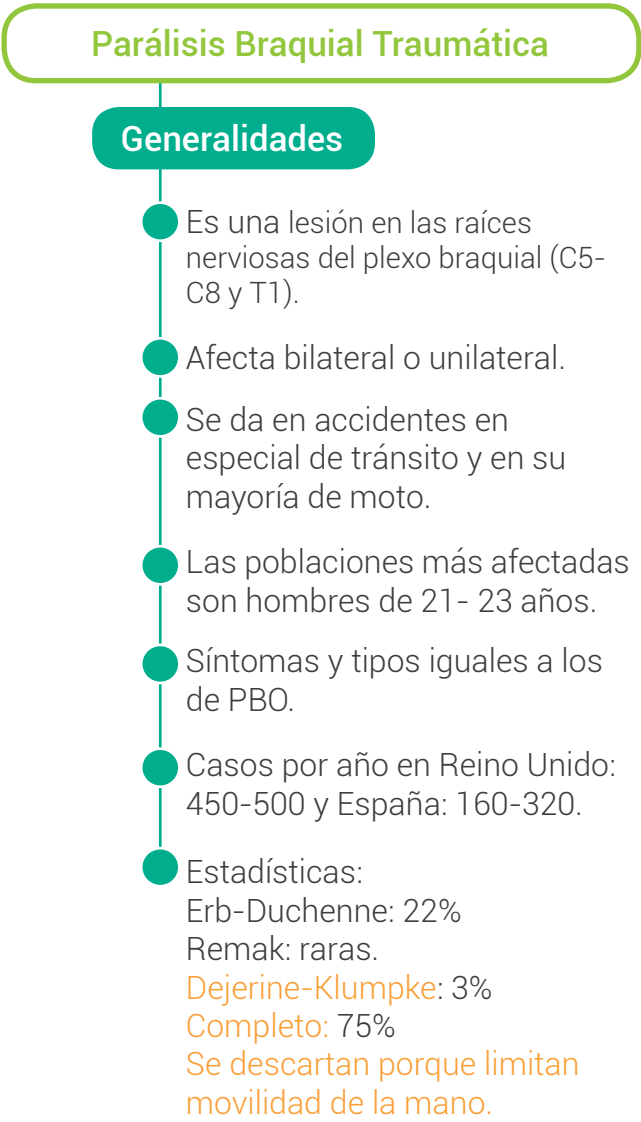 Parálisis Braquial Traumática
Generalidades
Es una lesión en las raíces
nerviosas del plexo braquial (C5-
C8 y T1).
Afecta bilateral o unilateral.
Se da en accidentes en
especial de tránsito y en su
mayoría de moto.
Las poblaciones más afectadas
son hombres de 21- 23 años.
Síntomas y tipos iguales a los
de PBO.
Casos por año en Reino Unido:
450-500 y España: 160-320.
Estadísticas:
Erb-Duchenne: 22%
Remak: raras.
Dejerine-Klumpke: 3%
Completo: 75%
Se descartan porque limitan
movilidad de la mano.